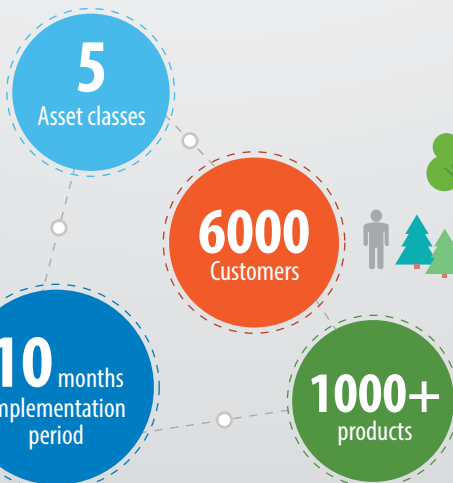 5
Asset classes
6000
Customers
10 months
mplementation
period
1000+
products